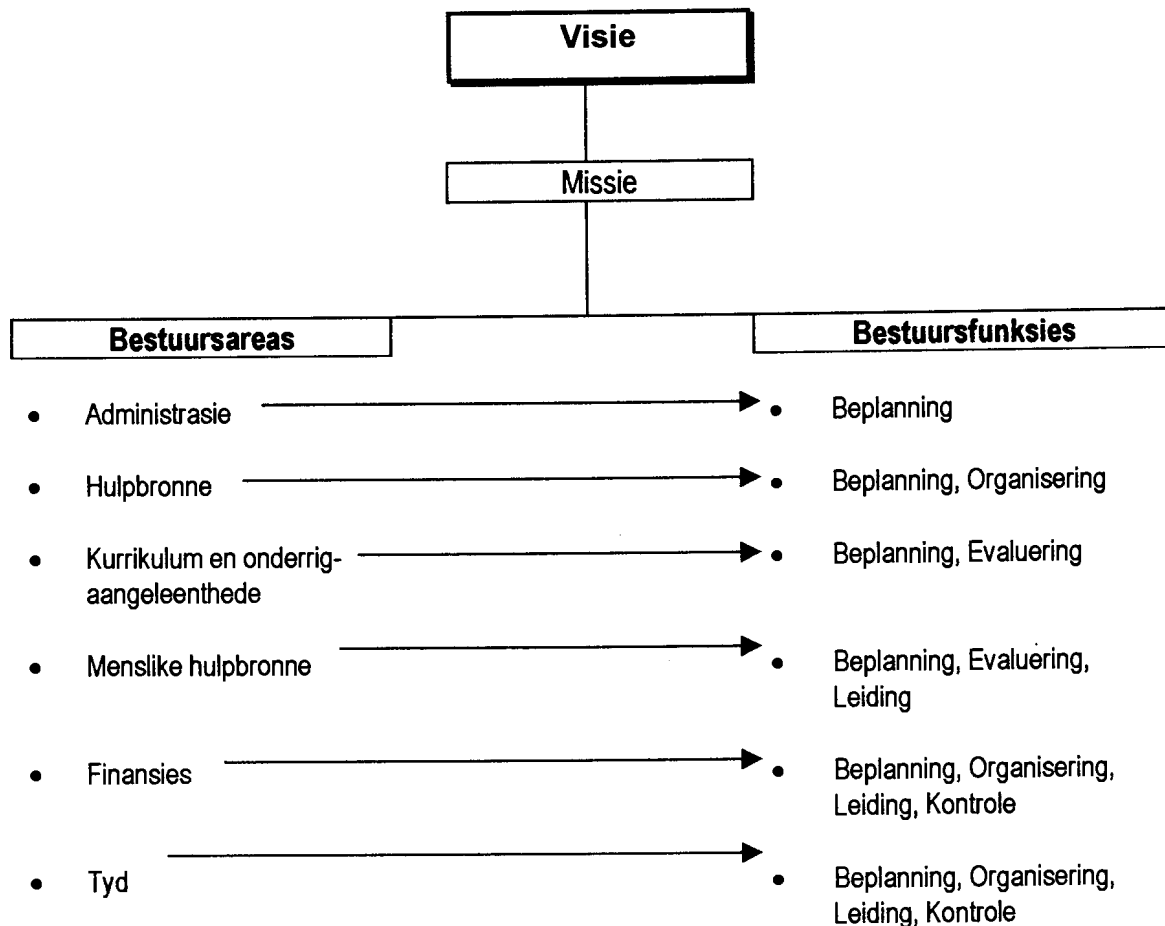 Visie
Missie
Bestuursareas
Bestuursfunksies
• Administrasie
• Beplanning
• Hulpbronne
• Beplanning, Organisering
• Kurrikulum en onderrig-
aangeleenthede
• Beplanning, Evaluering
• Menslike hulpbronne
• Beplanning, Evaluering,
Leiding
• Finansies
• Beplanning, Organisering,
Leiding, Kontrole
• Tyd
• Beplanning, Organisering,
Leiding, Kontrole